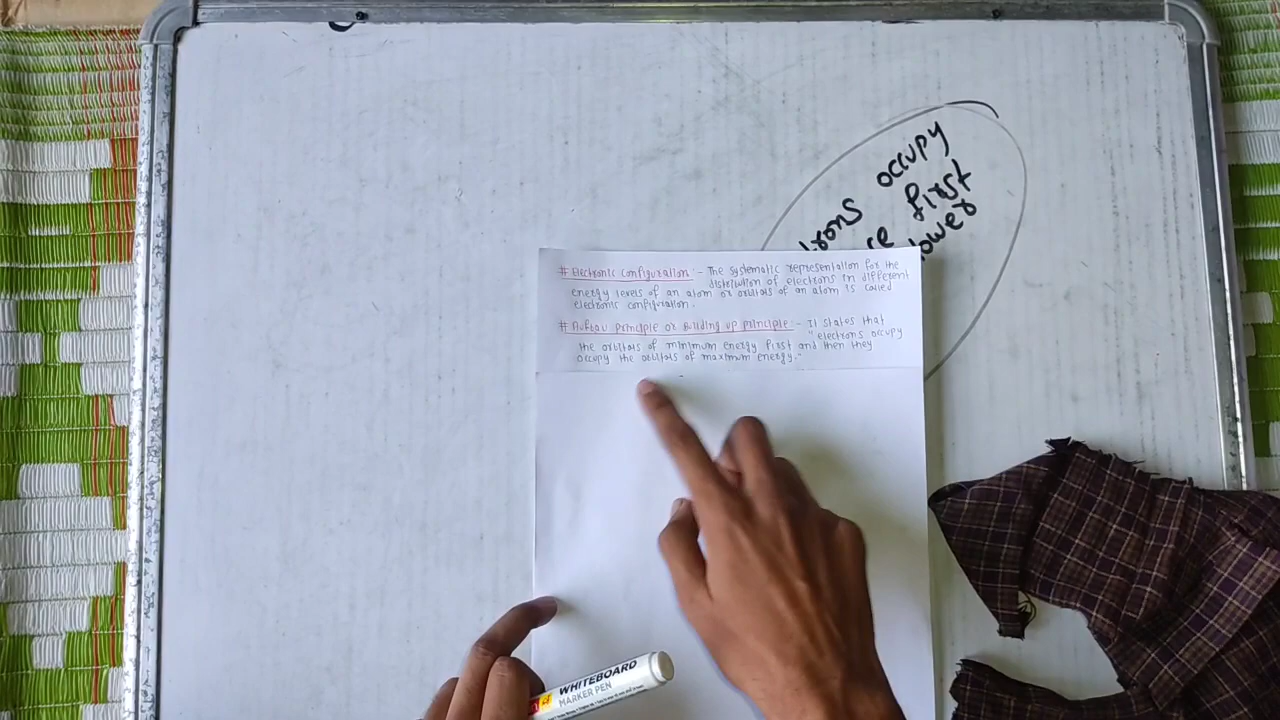 occupy
first
lower
# Electronic configuration :- The systematic representation for the
distribution of electrons in different
energy levels of an atom or orbitals of an atom is called
electronic configuration.
# Aufbau principle or Building up principle:- It states that
"electrons occupy
the orbitals of minimum energy first and then they
occupy the orbitals of maximum energy."
WHITEBOARD
MARKER PEN